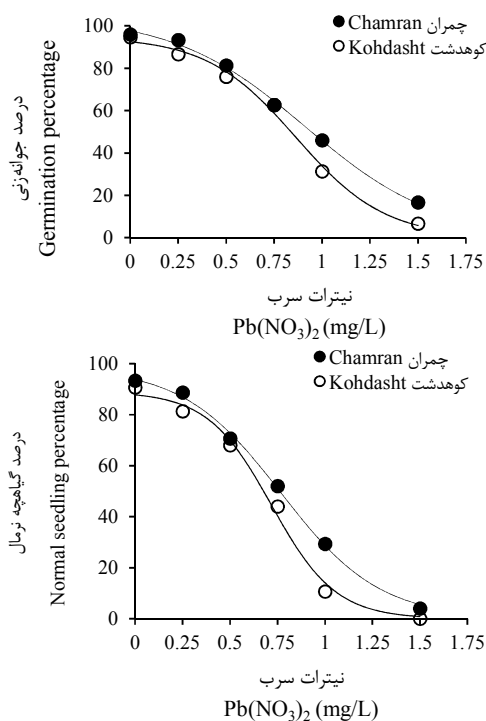 چمران Chamran
کوهدشت Kohdasht
100
80
60
40
20
0
درصد جوانه‌زنی
Germination percentage
0 0.25 0.5 0.75 1 1.25 1.5 1.75
نیترات سرب
Pb(NO₃)₂ (mg/L)
چمران Chamran
کوهدشت Kohdasht
100
80
60
40
20
0
درصد گیاهچه نرمال
Normal seedling percentage
0 0.25 0.5 0.75 1 1.25 1.5 1.75
نیترات سرب
Pb(NO₃)₂ (mg/L)